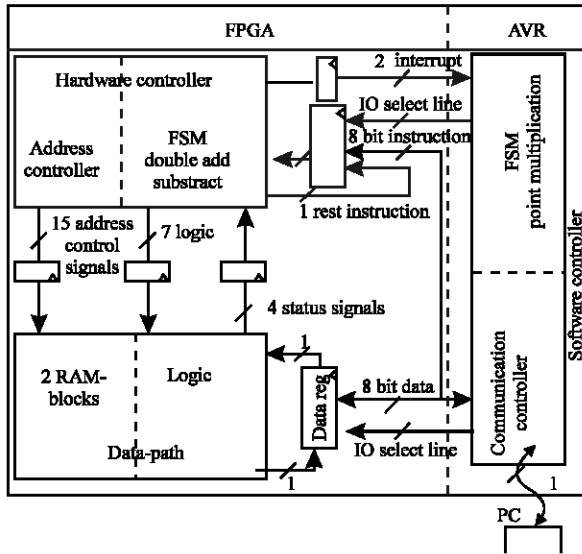 FPGA
AVR
Hardware controller
2 interrupt
IO select line
8 bit instruction
Address
controller
FSM
double add
substract
1 rest instruction
FSM
point multiplication
Software controller
15 address
control
signals
7 logic
4 status signals
2 RAM-
blocks
Logic
Data-path
1
Data reg
8 bit data
IO select line
1
Communication
controller
1
PC